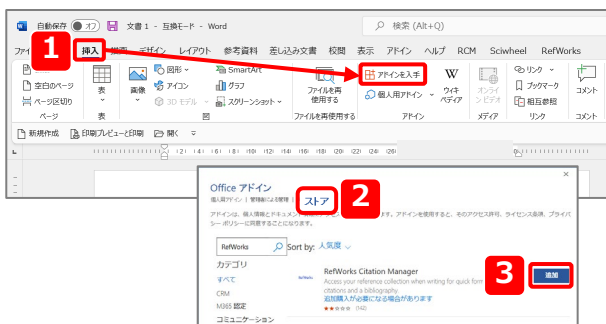 自動保存 オフ 文書 1 - 互換モード - Word 検索 (Alt+Q)
1
挿入 デザイン レイアウト 参考資料 差し込み文書 校閲 表示 アドイン ヘルプ RCM Sciwheel RefWorks
図形 SmartArt アドインを入手 W リンク
空白のページ アイコン グラフ 個人用アドイン ブックマーク
ページ区切り 表 画像 3D モデル スクリーンショット ファイルを再使用する ウィキペディア オンラインビデオ 相互参照 コメント
ページ 表 図 ファイルを再使用する アドイン メディア リンク コメント
新規作成 印刷プレビューと印刷 開く
Office アドイン
個人用アドイン | 管理者による管理 | ストア
2
アドインは、個人情報とドキュメント
ます。アドインを使用すると、そのアクセス許可、ライセンス条項、プライバ
シー ポリシーに同意することになります。
RefWorks Sort by: 人気度
カテゴリ
すべて
CRM
M365 認定
コミュニケーション
RefWorks
RefWorks Citation Manager
Access your reference collection when writing for quick form
citations and a bibliography.
追加購入が必要になる場合があります
(142)
3
追加